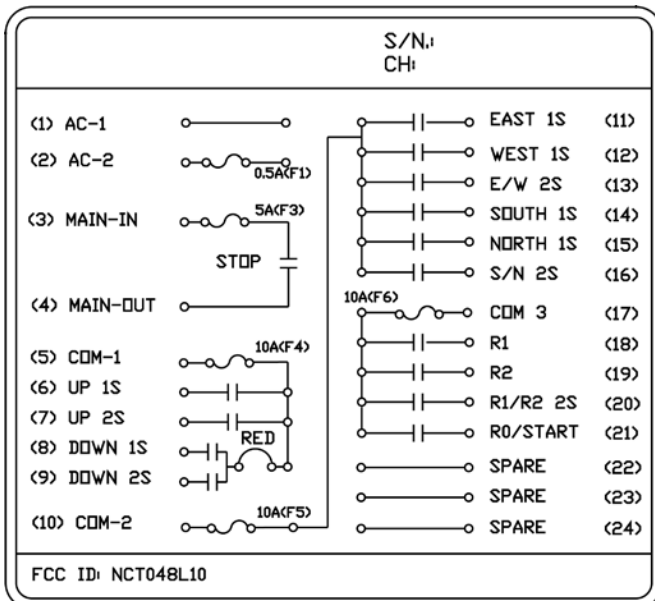 S/N.:
CH:
(1) AC-1
(2) AC-2 0.5A(F1)
(3) MAIN-IN 5A(F3)
STOP
(4) MAIN-OUT
(5) COM-1 10A(F4)
(6) UP 1S
(7) UP 2S
(8) DOWN 1S RED
(9) DOWN 2S
(10) COM-2 10A(F5)
EAST 1S (11)
WEST 1S (12)
E/W 2S (13)
SOUTH 1S (14)
NORTH 1S (15)
S/N 2S (16)
10A(F6) COM 3 (17)
R1 (18)
R2 (19)
R1/R2 2S (20)
R0/START (21)
SPARE (22)
SPARE (23)
SPARE (24)
FCC ID: NCT048L10